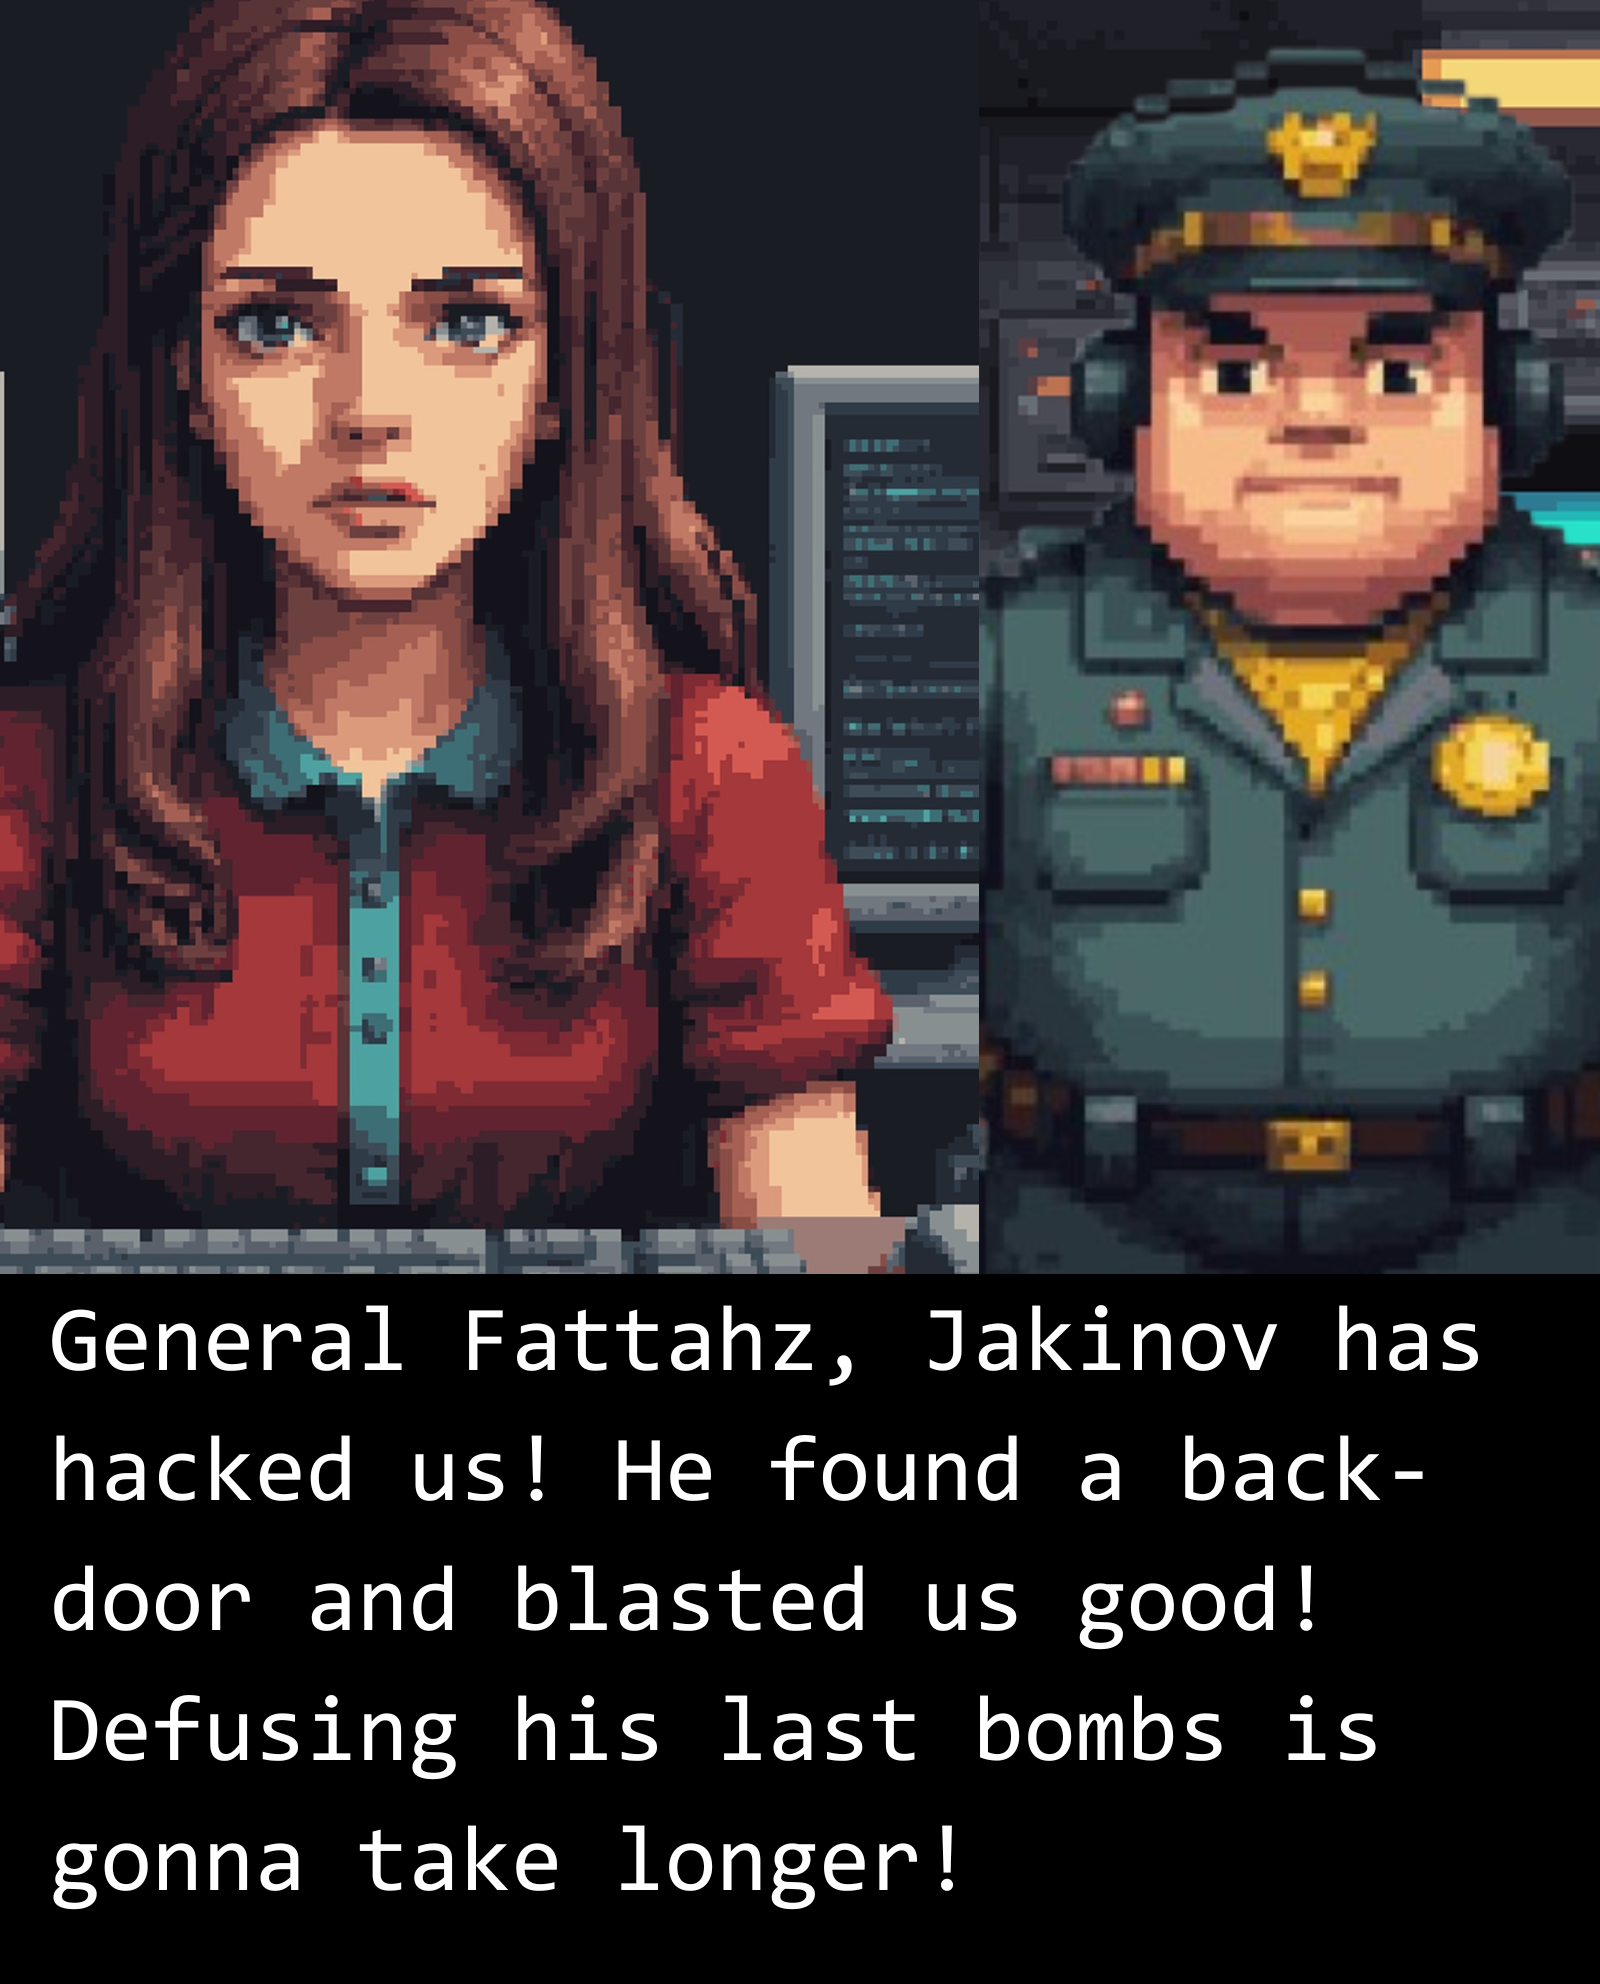 General Fattahz, Jakinov has
hacked us! He found a back-
door and blasted us good!
Defusing his last bombs is
gonna take longer!